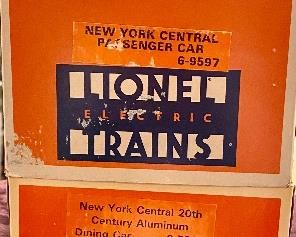 NEW YORK CENTRAL
PASSENGER CAR
6-9597
LIONEL
ELECTRIC
TRAINS
New York Central 20th
Century Aluminum
Dining Car